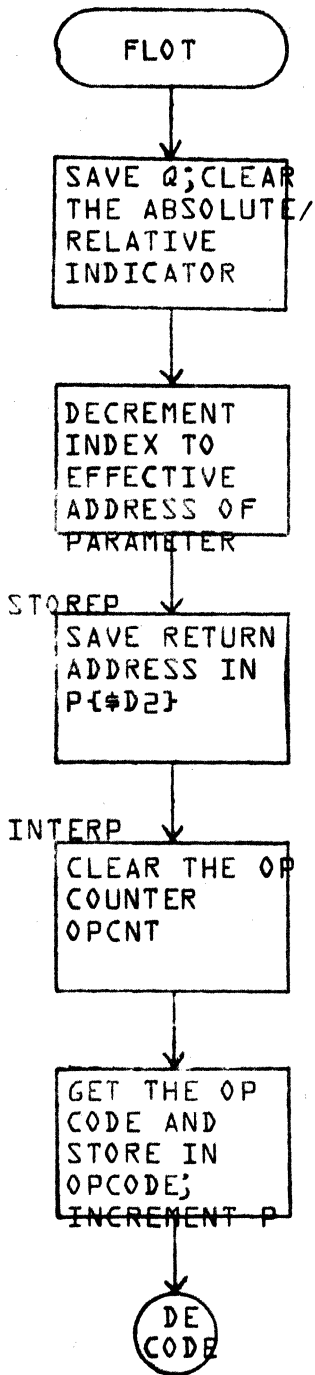 FLOT
SAVE Q;CLEAR
THE ABSOLUTE/
RELATIVE
INDICATOR
DECREMENT
INDEX TO
EFFECTIVE
ADDRESS OF
PARAMETER
STOREP
SAVE RETURN
ADDRESS IN
P{$D2}
INTERP
CLEAR THE OP
COUNTER
OPCNT
GET THE OP
CODE AND
STORE IN
OPCODE;
INCREMENT P
DE
CODE